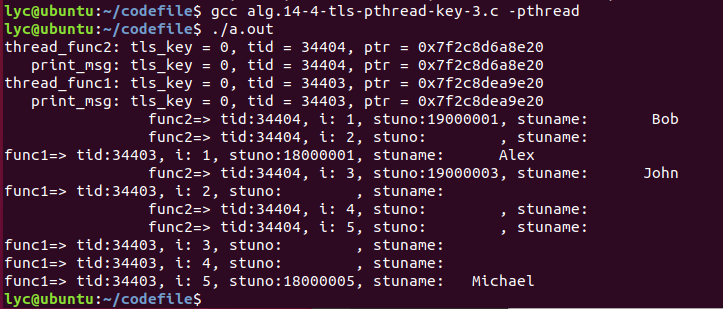 lyc@ubuntu:~/codefile$ gcc alg.14-4-tls-pthread-key-3.c -pthread
lyc@ubuntu:~/codefile$ ./a.out
thread_func2: tls_key = 0, tid = 34404, ptr = 0x7f2c8d6a8e20
   print_msg: tls_key = 0, tid = 34404, ptr = 0x7f2c8d6a8e20
thread_func1: tls_key = 0, tid = 34403, ptr = 0x7f2c8dea9e20
   print_msg: tls_key = 0, tid = 34403, ptr = 0x7f2c8dea9e20
                    func2=> tid:34404, i: 1, stuno:19000001, stuname:         Bob
                    func2=> tid:34404, i: 2, stuno:        , stuname:
func1=> tid:34403, i: 1, stuno:18000001, stuname:       Alex
                    func2=> tid:34404, i: 3, stuno:19000003, stuname:        John
func1=> tid:34403, i: 2, stuno:        , stuname:
                    func2=> tid:34404, i: 4, stuno:        , stuname:
                    func2=> tid:34404, i: 5, stuno:        , stuname:
func1=> tid:34403, i: 3, stuno:        , stuname:
func1=> tid:34403, i: 4, stuno:        , stuname:
func1=> tid:34403, i: 5, stuno:18000005, stuname:   Michael
lyc@ubuntu:~/codefile$